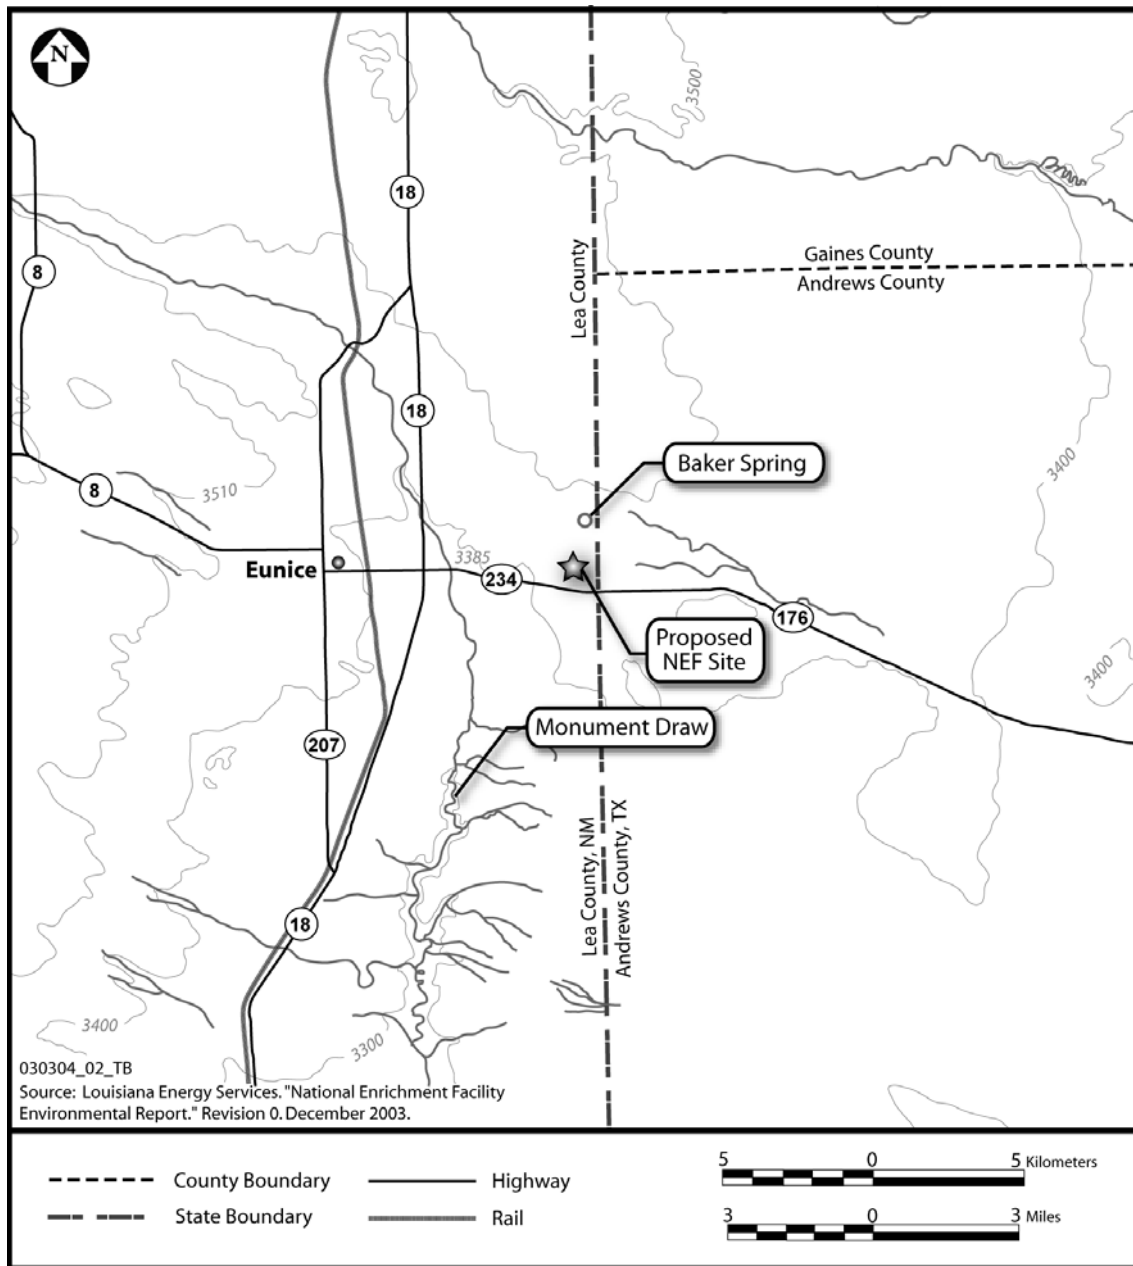 N
3500
18
Gaines County
Andrews County
Lea County
8
18
Baker Spring
3400
8
3510
3385
Eunice
234
176
Proposed
NEF Site
3400
Monument Draw
207
Lea County, NM
Andrews County, TX
18
3400
3300
030304_02_TB
Source: Louisiana Energy Services. "National Enrichment Facility
Environmental Report." Revision 0. December 2003.
County Boundary
Highway
State Boundary
Rail
5 0 5 Kilometers
3 0 3 Miles